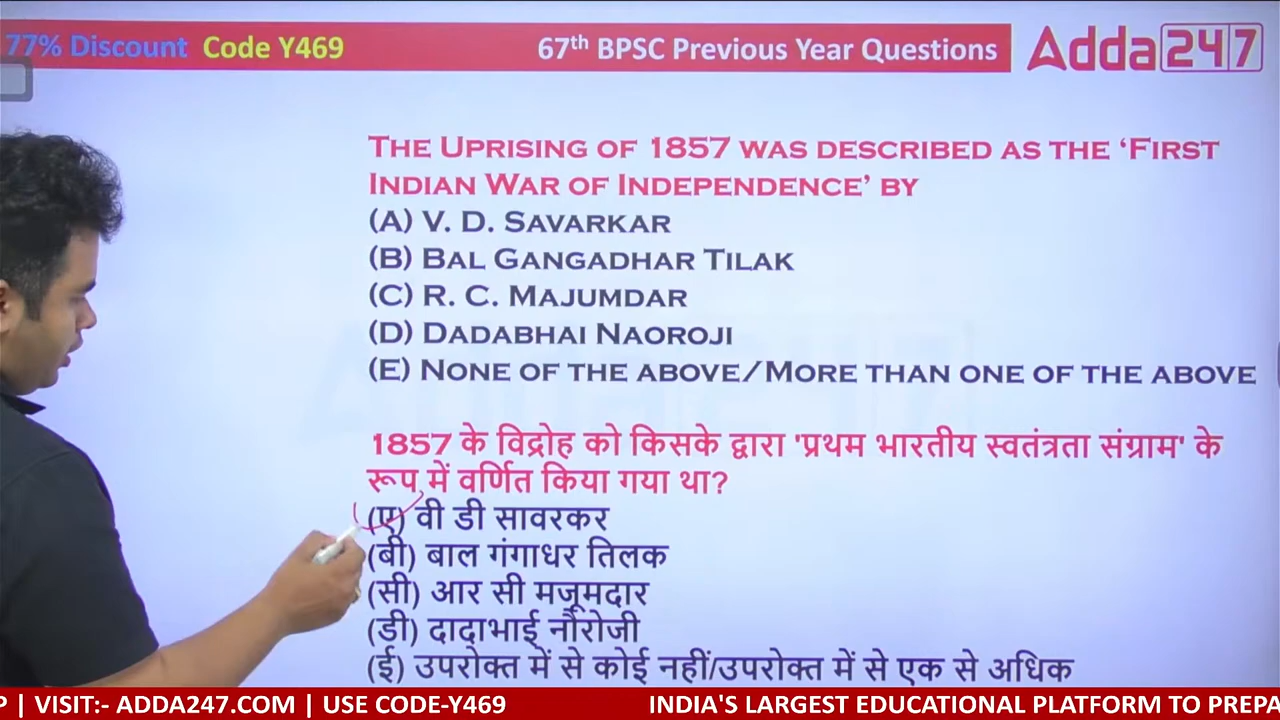 77% Discount Code Y469
67th BPSC Previous Year Questions
Adda247
THE UPRISING OF 1857 WAS DESCRIBED AS THE ‘FIRST
INDIAN WAR OF INDEPENDENCE’ BY
(A) V. D. SAVARKAR
(B) BAL GANGADHAR TILAK
(C) R. C. MAJUMDAR
(D) DADABHAI NAOROJI
(E) NONE OF THE ABOVE/MORE THAN ONE OF THE ABOVE
1857 के विद्रोह को किसके द्वारा 'प्रथम भारतीय स्वतंत्रता संग्राम' के
रूप में वर्णित किया गया था?
(ए) वी डी सावरकर
(बी) बाल गंगाधर तिलक
(सी) आर सी मजूमदार
(डी) दादाभाई नौरोजी
(ई) उपरोक्त में से कोई नहीं/उपरोक्त में से एक से अधिक
P | VISIT:- ADDA247.COM | USE CODE-Y469 INDIA'S LARGEST EDUCATIONAL PLATFORM TO PREPA